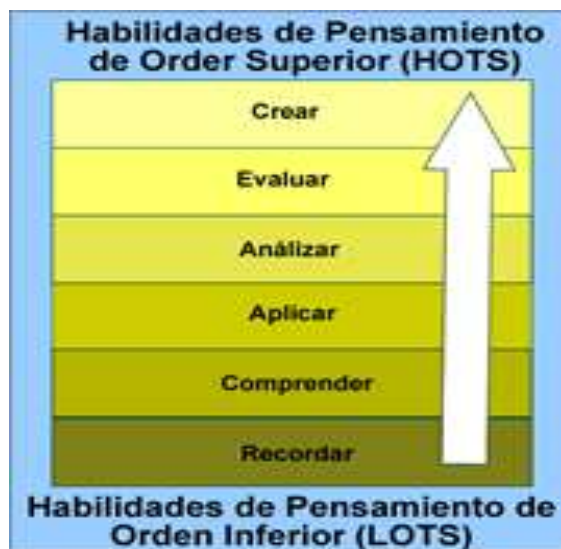 Habilidades de Pensamiento
de Order Superior (HOTS)
Crear
Evaluar
Análizar
Aplicar
Comprender
Recordar
Habilidades de Pensamiento de
Orden Inferior (LOTS)